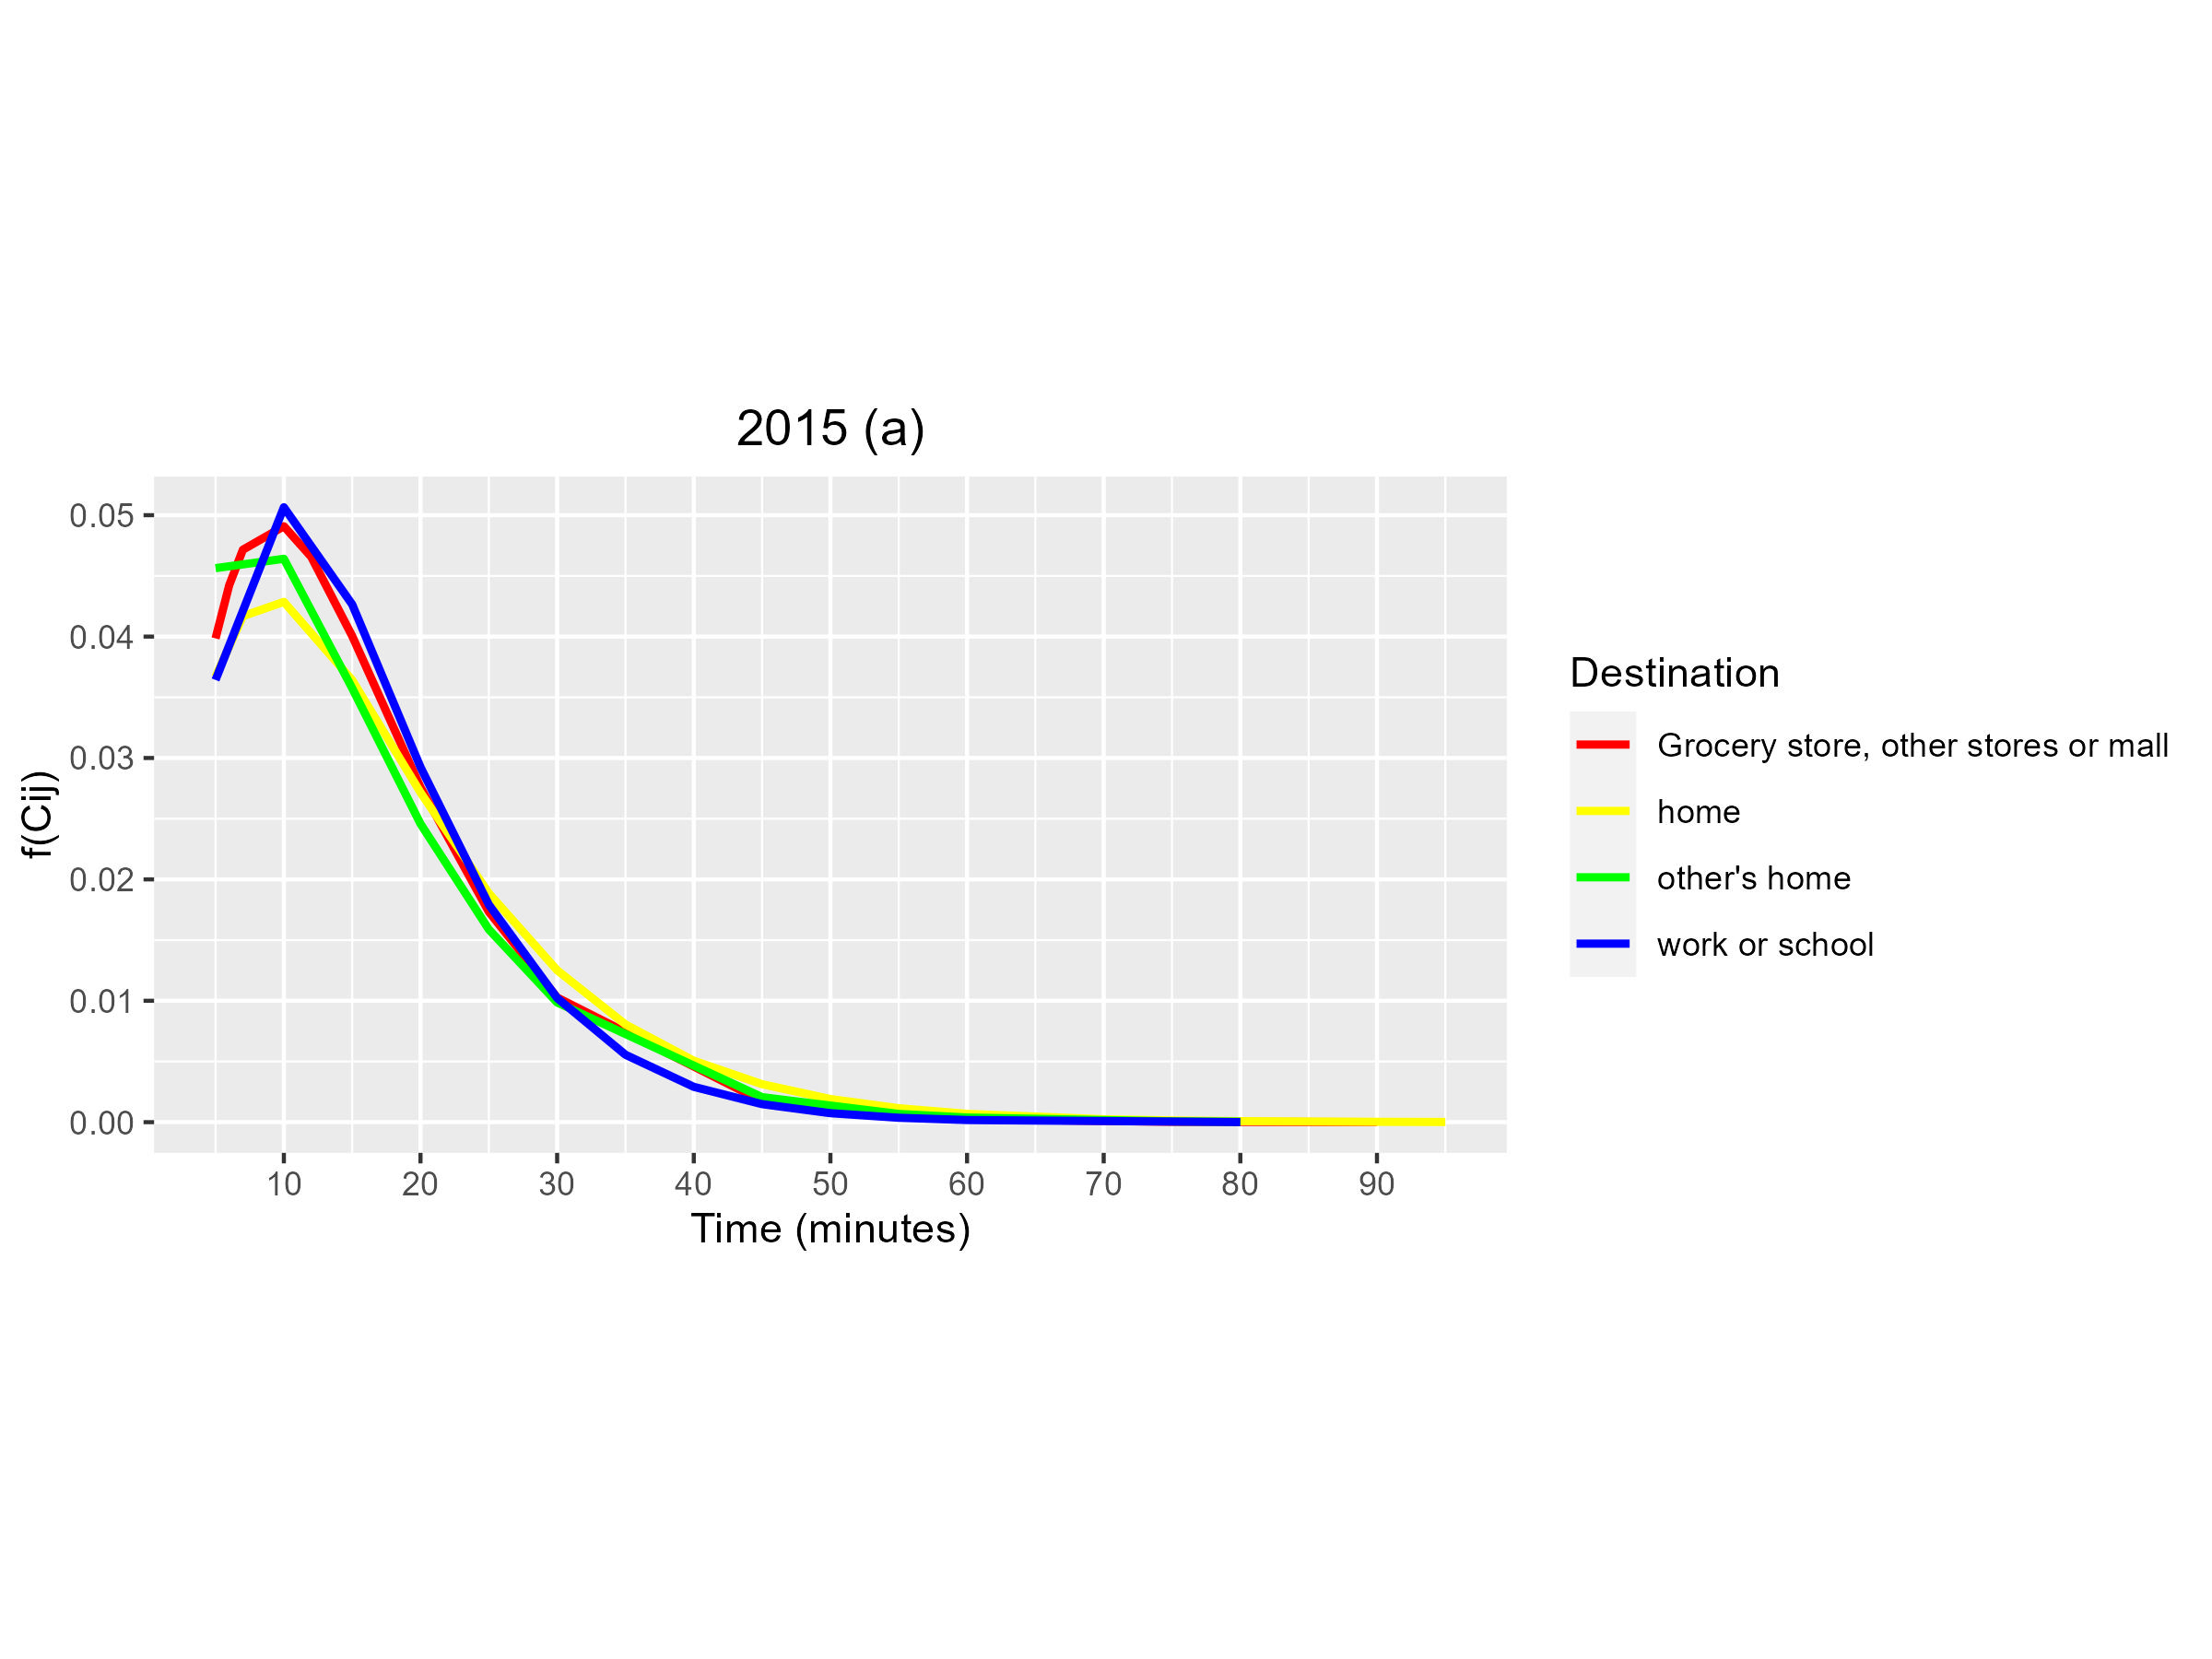 2015 (a)
f(Cij)
0.05
0.04
0.03
0.02
0.01
0.00
10 20 30 40 50 60 70 80 90
Time (minutes)
Destination
Grocery store, other stores or mall
home
other's home
work or school